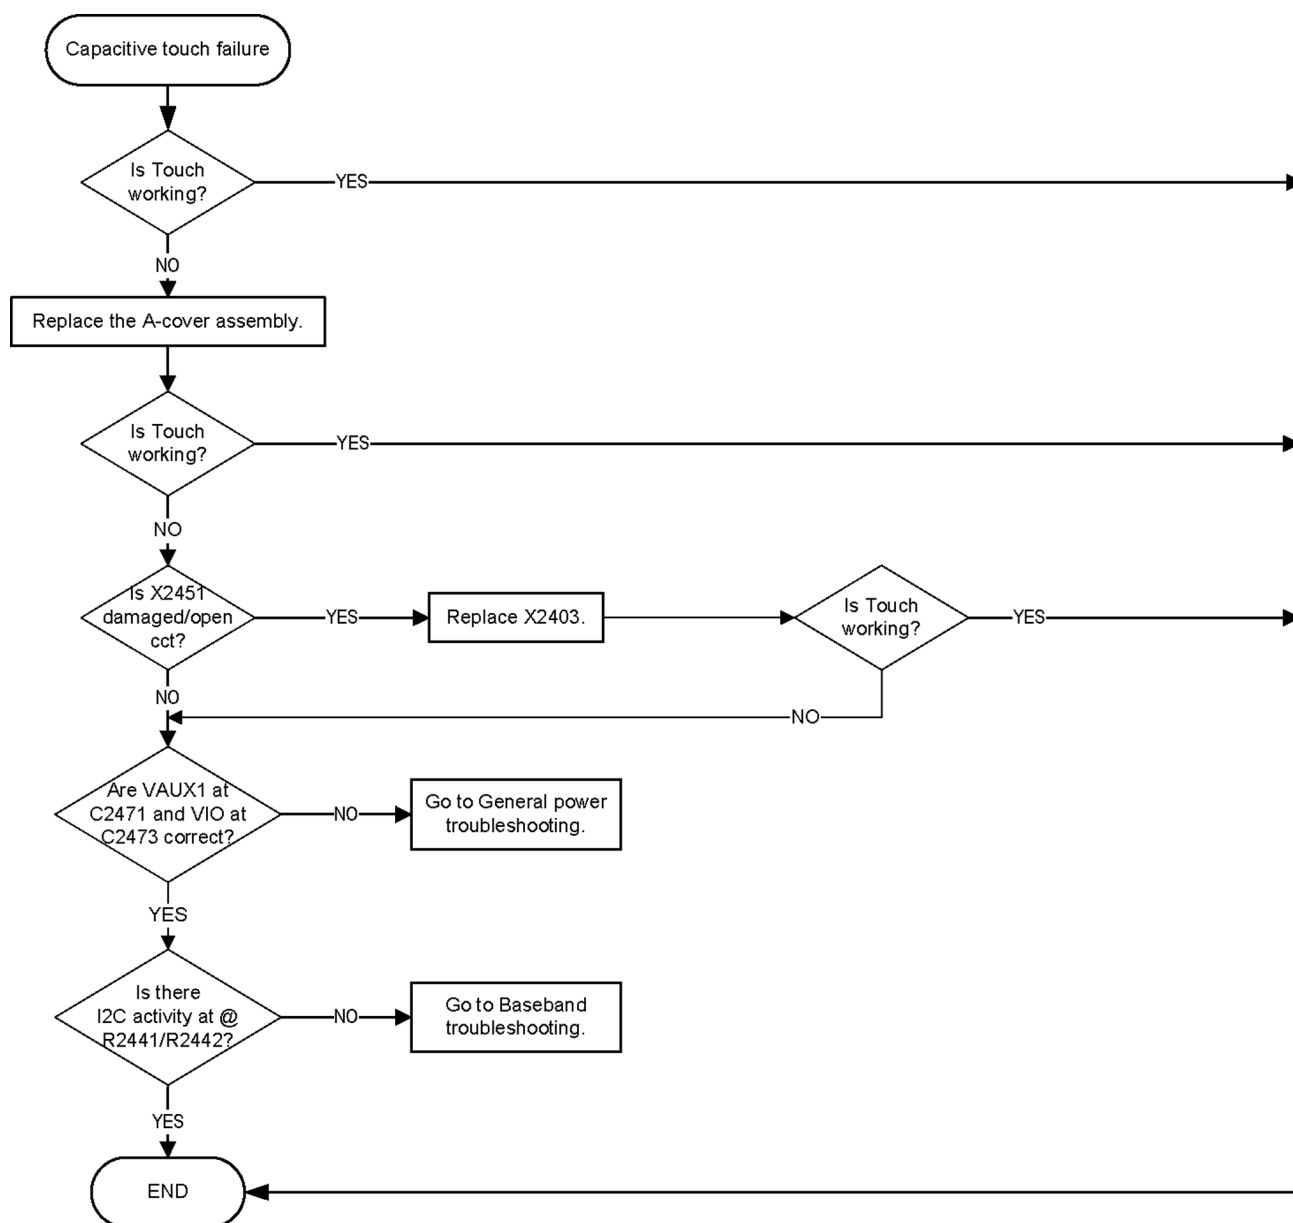 Capacitive touch failure
Is Touch
working?
YES
NO
Replace the A-cover assembly.
Is Touch
working?
YES
NO
Is X2451
damaged/open
cct?
YES
Replace X2403.
Is Touch
working?
YES
NO
NO
Are VAUX1 at
C2471 and VIO at
C2473 correct?
NO
Go to General power
troubleshooting.
YES
Is there
I2C activity at @
R2441/R2442?
NO
Go to Baseband
troubleshooting.
YES
END